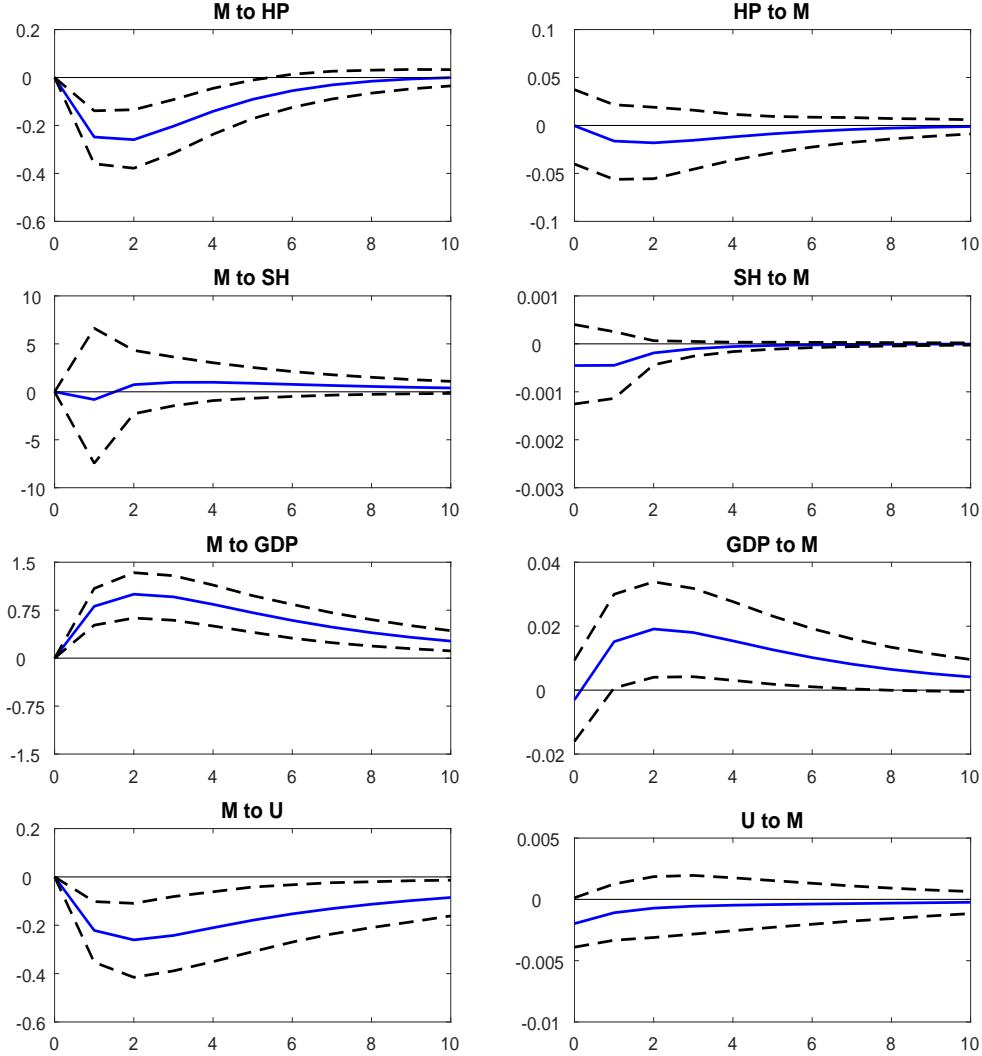 M to HP
0.2
0
-0.2
-0.4
-0.6
0 2 4 6 8 10
HP to M
0.1
0.05
0
-0.05
-0.1
0 2 4 6 8 10
M to SH
10
5
0
-5
-10
0 2 4 6 8 10
SH to M
0.001
0
-0.001
-0.002
-0.003
0 2 4 6 8 10
M to GDP
1.5
0.75
0
-0.75
-1.5
0 2 4 6 8 10
GDP to M
0.04
0.02
0
-0.02
0 2 4 6 8 10
M to U
0.2
0
-0.2
-0.4
-0.6
0 2 4 6 8 10
U to M
0.005
0
-0.005
-0.01
0 2 4 6 8 10